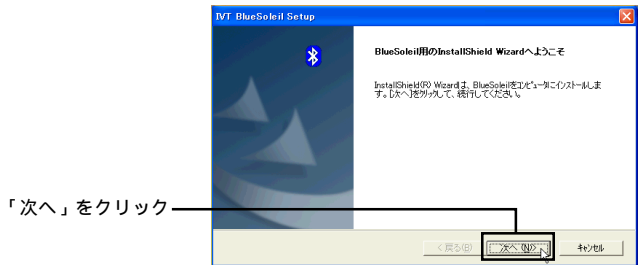 IVT BlueSoleil Setup
BlueSoleil用のInstallShield Wizardへようこそ
InstallShield(R) Wizardは、BlueSoleilをコンピュータにインストールしま
す。[次へ]をクリックして、続行してください。
「次へ」をクリック
< 戻る(B)
次へ(N)>
キャンセル